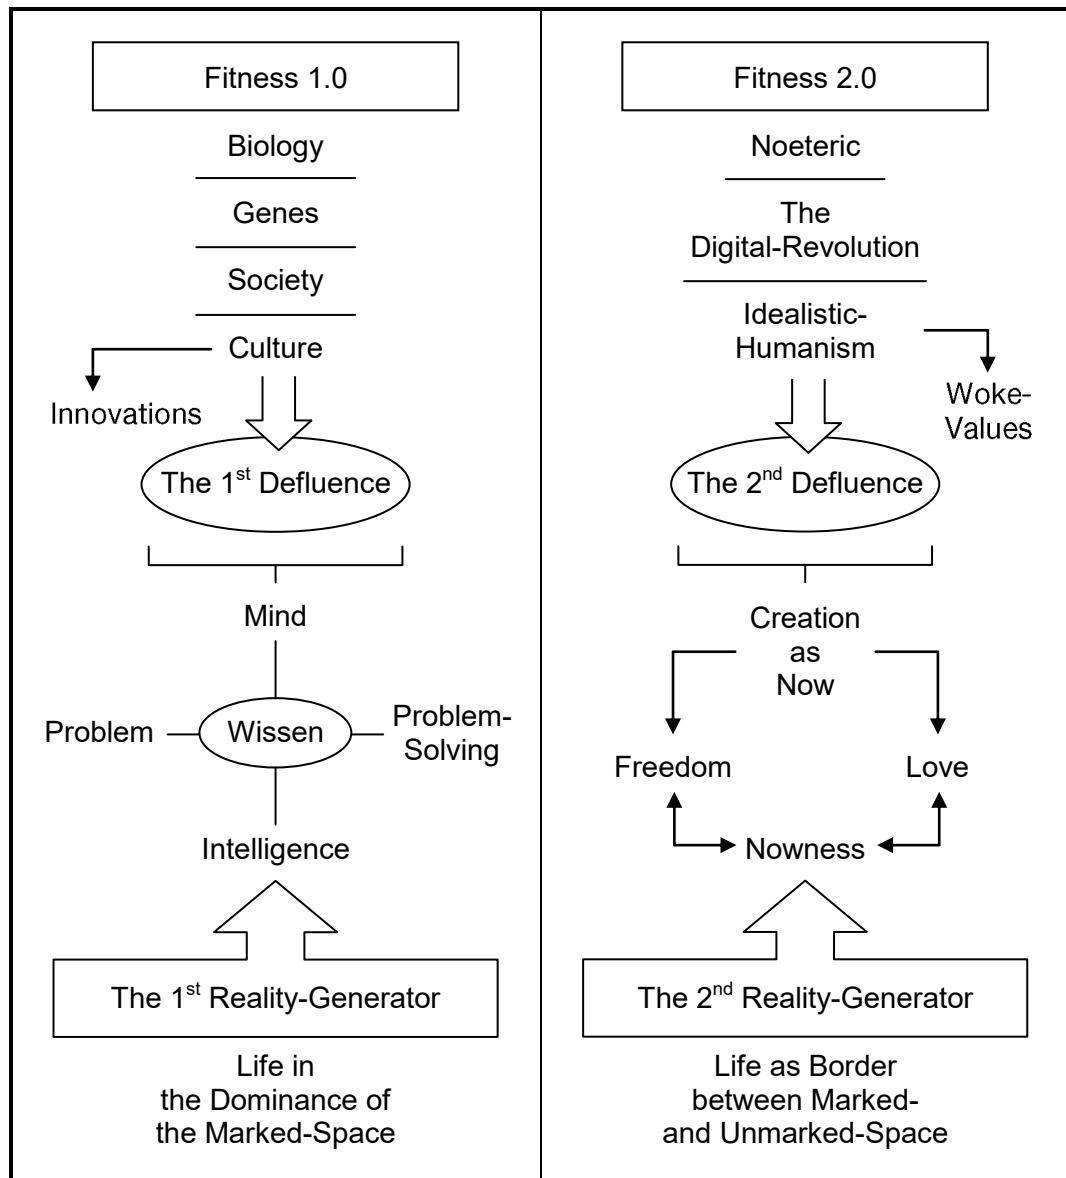 Fitness 1.0
Biology
Genes
Society
Culture
Innovations
The 1st Defluence
Mind
Problem
Wissen
Problem-
Solving
Intelligence
The 1st Reality-Generator
Life in
the Dominance of
the Marked-Space
Fitness 2.0
Noeteric
The
Digital-Revolution
Idealistic-
Humanism
Woke-
Values
The 2nd Defluence
Creation
as
Now
Freedom
Love
Nowness
The 2nd Reality-Generator
Life as Border
between Marked-
and Unmarked-Space